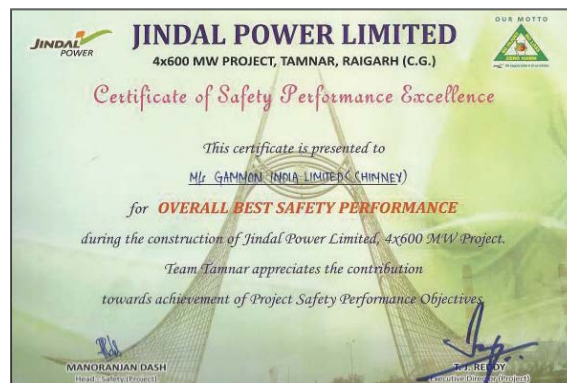 JINDAL
POWER
JINDAL POWER LIMITED
4x600 MW PROJECT, TAMNAR, RAIGARH (C.G.)
OUR MOTTO
ZERO HARM
Certificate of Safety Performance Excellence
This certificate is presented to
M/s GAMMON INDIA LIMITED (CHIMNEY)
for OVERALL BEST SAFETY PERFORMANCE
during the construction of Jindal Power Limited, 4x600 MW Project.
Team Tamnar appreciates the contribution
towards achievement of Project Safety Performance Objectives
MANORANJAN DASH
Head - Safety (Project)
T. J. REDDY
Executive Director (Project)